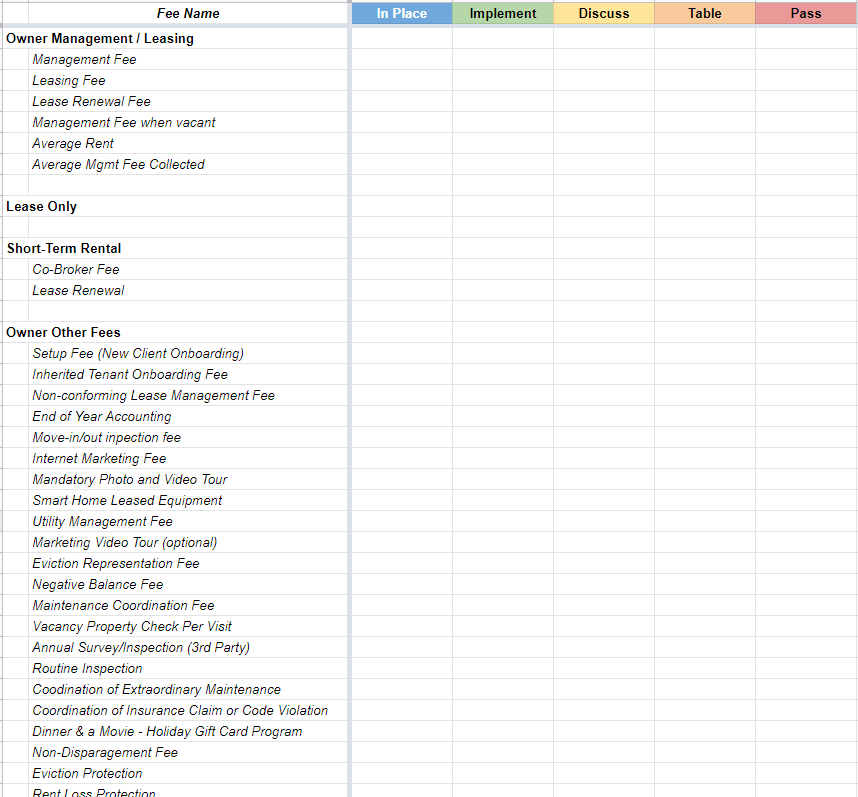 Fee Name In Place Implement Discuss Table Pass
Owner Management / Leasing
Management Fee
Leasing Fee
Lease Renewal Fee
Management Fee when vacant
Average Rent
Average Mgmt Fee Collected
Lease Only
Short-Term Rental
Co-Broker Fee
Lease Renewal
Owner Other Fees
Setup Fee (New Client Onboarding)
Inherited Tenant Onboarding Fee
Non-conforming Lease Management Fee
End of Year Accounting
Move-in/out inpection fee
Internet Marketing Fee
Mandatory Photo and Video Tour
Smart Home Leased Equipment
Utility Management Fee
Marketing Video Tour (optional)
Eviction Representation Fee
Negative Balance Fee
Maintenance Coordination Fee
Vacancy Property Check Per Visit
Annual Survey/Inspection (3rd Party)
Routine Inspection
Coodination of Extraordinary Maintenance
Coordination of Insurance Claim or Code Violation
Dinner & a Movie - Holiday Gift Card Program
Non-Disparagement Fee
Eviction Protection
Rent Loss Protection